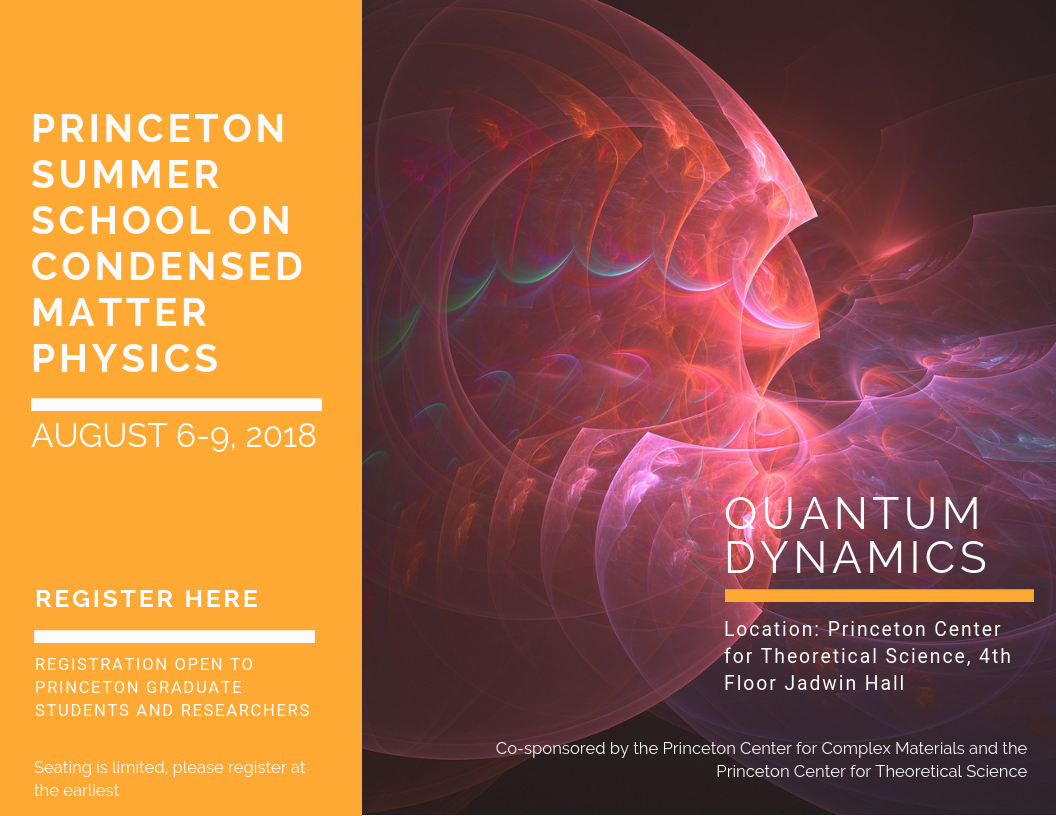 PRINCETON
SUMMER
SCHOOL ON
CONDENSED
MATTER
PHYSICS
AUGUST 6-9, 2018
REGISTER HERE
REGISTRATION OPEN TO
PRINCETON GRADUATE
STUDENTS AND RESEARCHERS
Seating is limited, please register at
the earliest
QUANTUM
DYNAMICS
Location: Princeton Center
for Theoretical Science, 4th
Floor Jadwin Hall
Co-sponsored by the Princeton Center for Complex Materials and the
Princeton Center for Theoretical Science